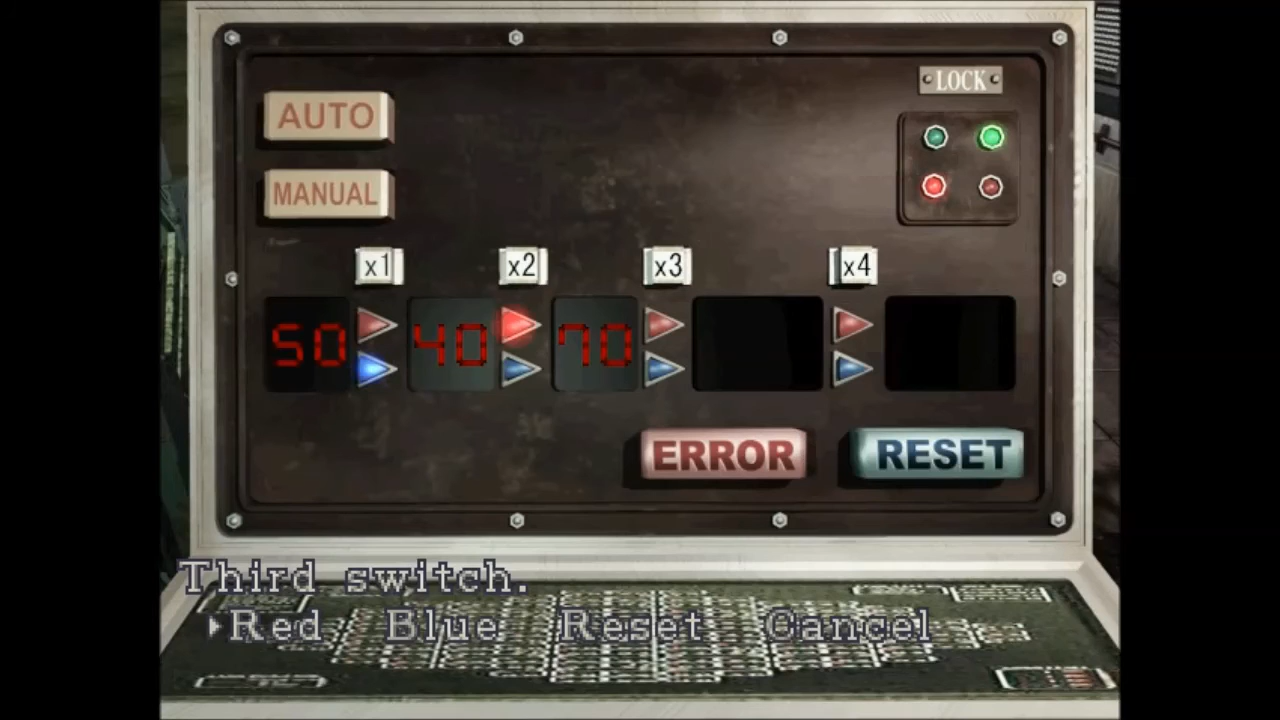 LOCK
AUTO
MANUAL
x1 x2 x3 x4
50 40 70
ERROR RESET
Third switch.
Red Blue Reset Cancel